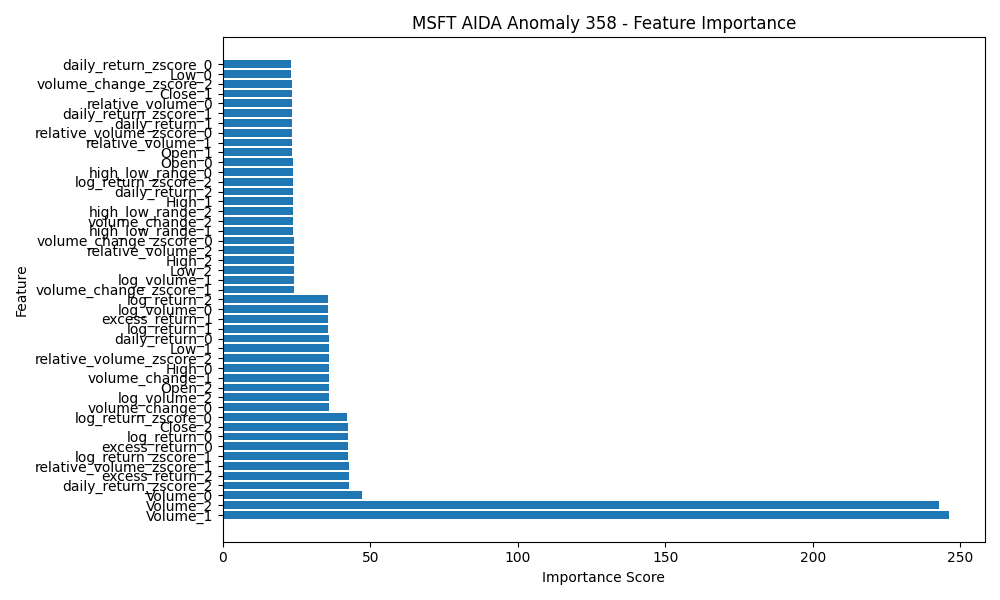 MSFT AIDA Anomaly 358 - Feature Importance
daily_return_zscore_0
Low_0
volume_change_zscore_2
Close_1
relative_volume_0
daily_return_zscore_1
daily_return_1
relative_volume_zscore_0
relative_volume_1
Open_1
Open_0
high_low_range_0
log_return_zscore_2
daily_return_2
High_1
high_low_range_2
volume_change_2
high_low_range_1
volume_change_zscore_0
relative_volume_2
High_2
Low_2
log_volume_1
volume_change_zscore_1
log_return_2
log_volume_0
excess_return_1
log_return_1
daily_return_0
Low_1
relative_volume_zscore_2
High_0
volume_change_1
Open_2
log_volume_2
volume_change_0
log_return_zscore_0
Close_2
log_return_0
excess_return_0
log_return_zscore_1
relative_volume_zscore_1
excess_return_2
daily_return_zscore_2
Volume_0
Volume_2
Volume_1
Feature
0 50 100 150 200 250
Importance Score